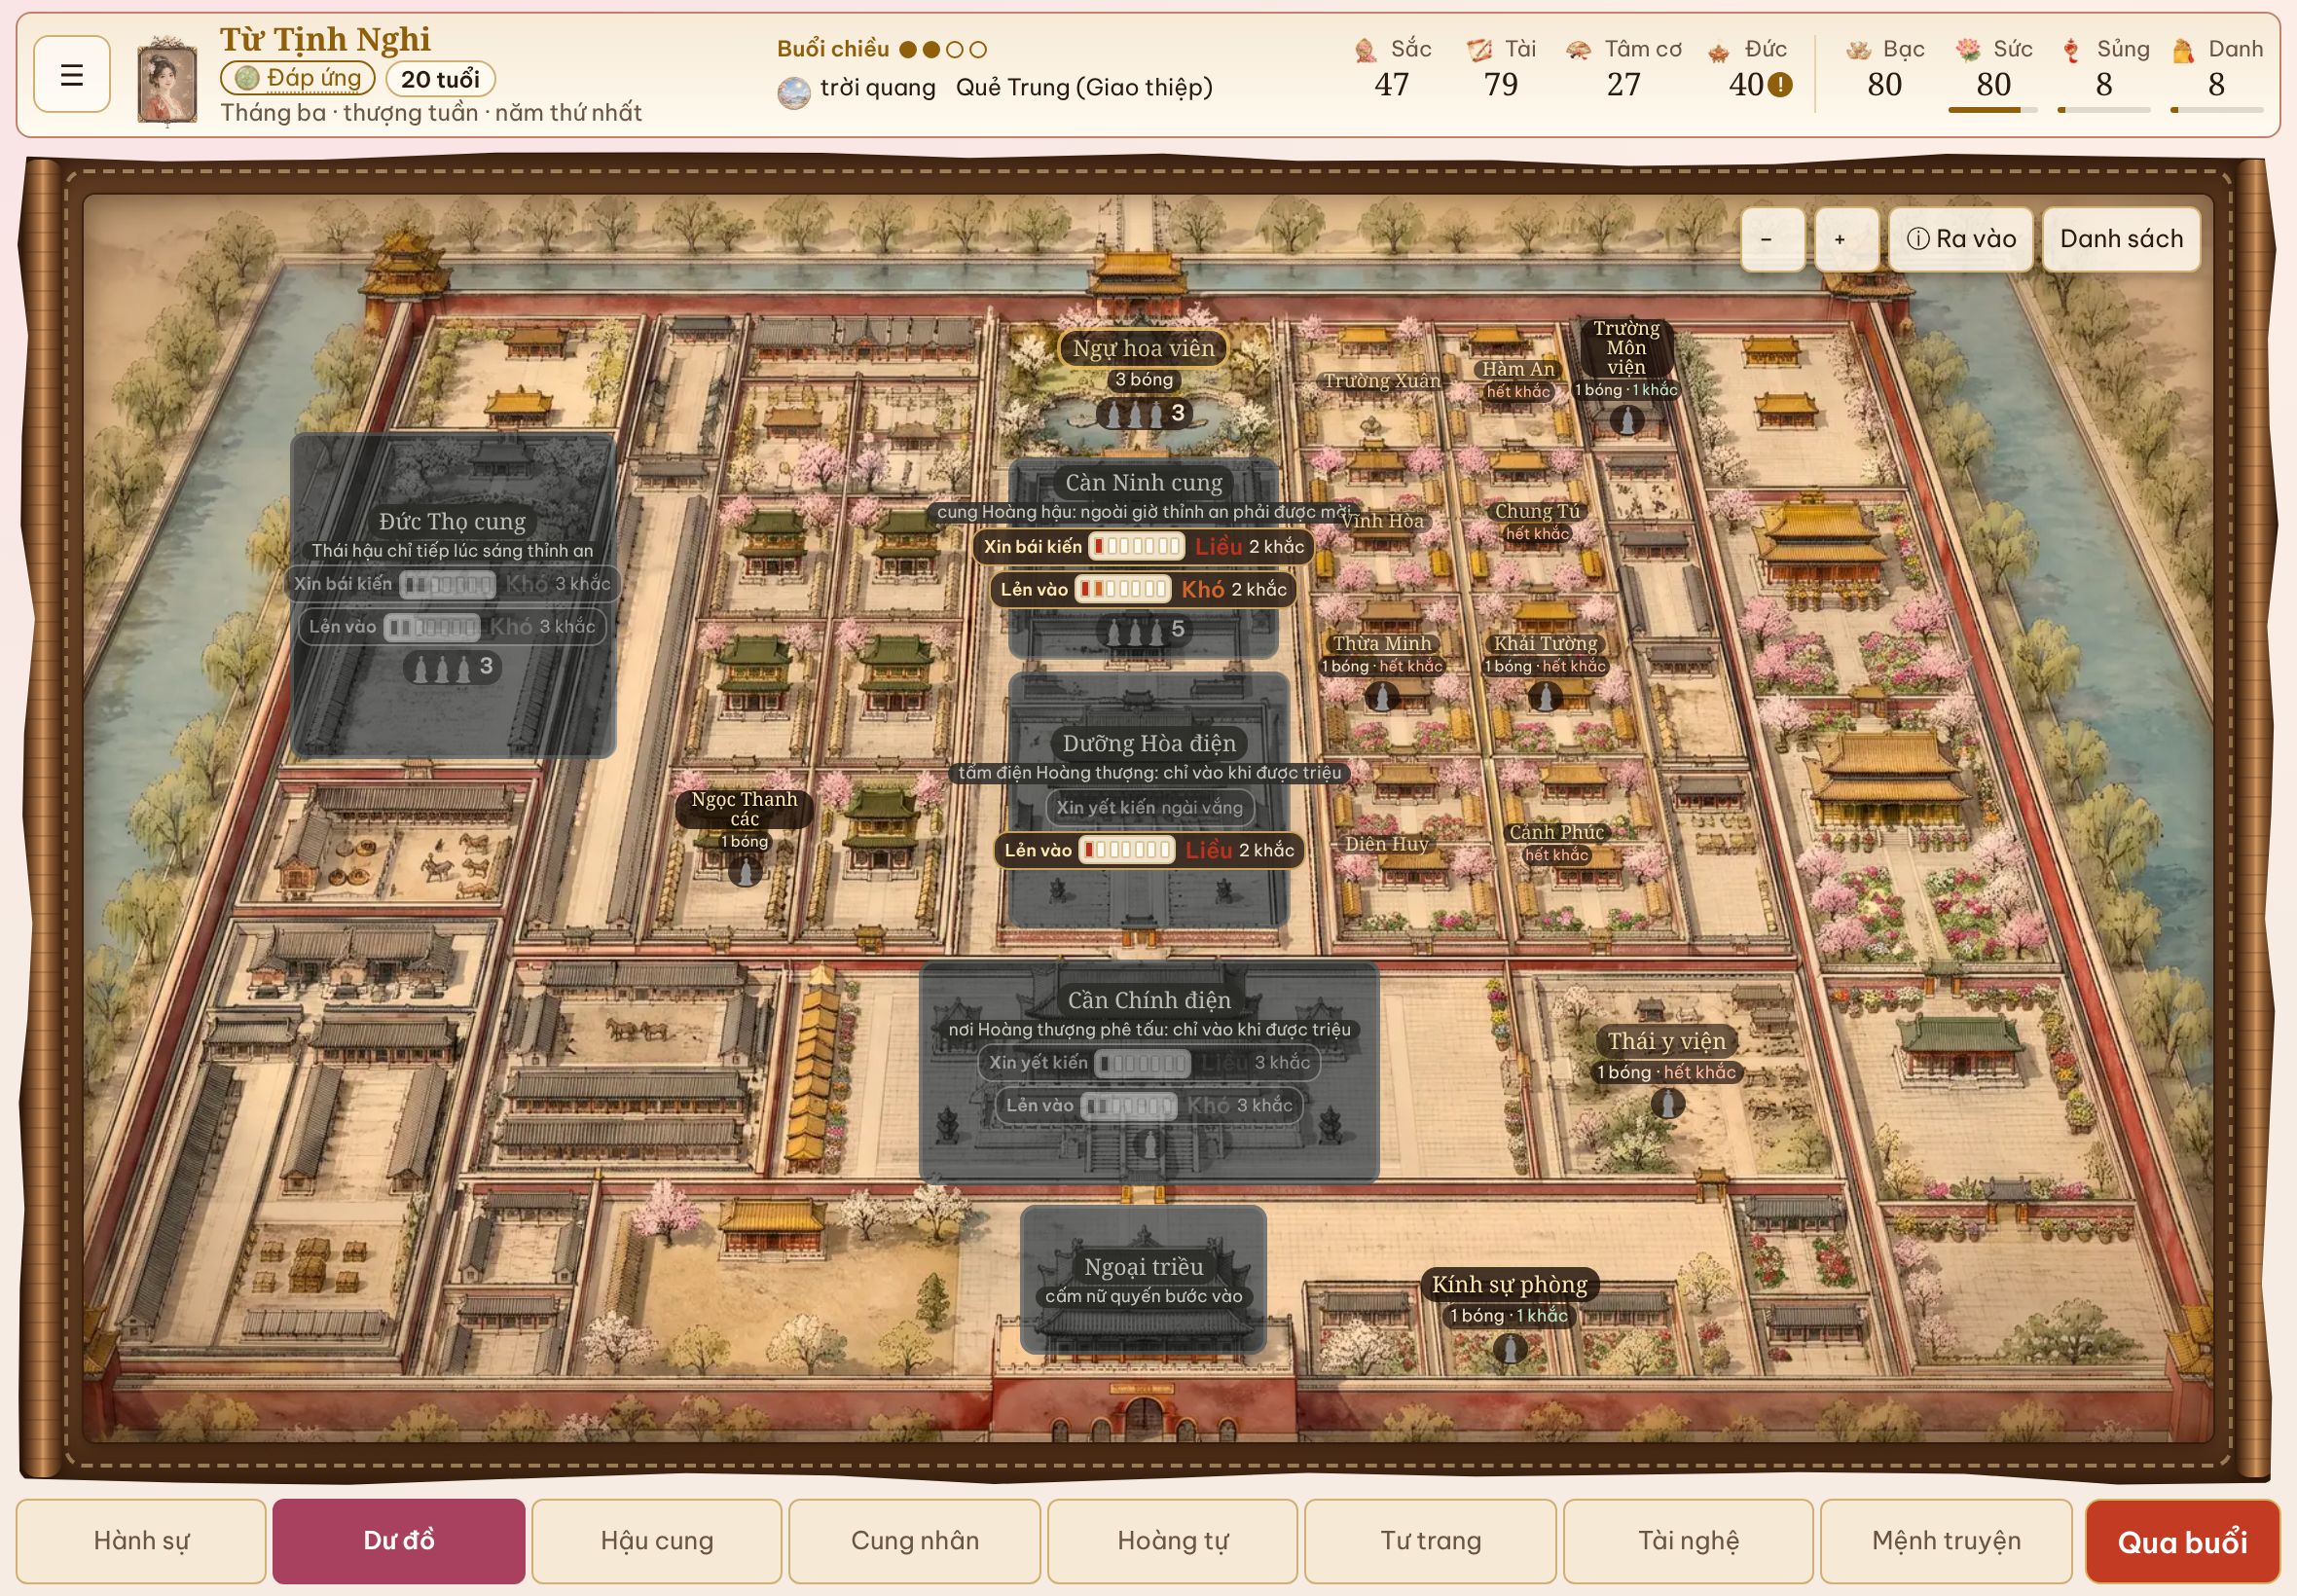 Từ Tịnh Nghi
Đáp ứng
20 tuổi
Tháng ba · thượng tuần · năm thứ nhất
Buổi chiều
trời quang Quẻ Trung (Giao thiệp)
Sắc
47
Tài
79
Tâm cơ
27
Đức
40 !
Bạc
80
Sức
80
Sủng
8
Danh
8
−
+
ⓘ Ra vào
Danh sách
Ngự hoa viên
3 bóng
3
Trường Xuân
Hàm An
hết khắc
Trường
Môn
viện
1 bóng · 1 khắc
Đức Thọ cung
Thái hậu chỉ tiếp lúc sáng thỉnh an
Xin bái kiến Khó 3 khắc
Lẻn vào Khó 3 khắc
3
Càn Ninh cung
cung Hoàng hậu: ngoài giờ thỉnh an phải được mời
Xin bái kiến Liều 2 khắc
Lẻn vào Khó 2 khắc
5
Vĩnh Hòa
Chung Tú
hết khắc
Thừa Minh
1 bóng · hết khắc
Khải Tường
1 bóng · hết khắc
Dưỡng Hòa điện
tẩm điện Hoàng thượng: chỉ vào khi được triệu
Xin yết kiến ngài vắng
Lẻn vào Liều 2 khắc
Ngọc Thanh
các
1 bóng
Diên Huy
Cảnh Phúc
hết khắc
Cần Chính điện
nơi Hoàng thượng phê tấu: chỉ vào khi được triệu
Xin yết kiến Liều 3 khắc
Lẻn vào Khó 3 khắc
Thái y viện
1 bóng · hết khắc
Ngoại triều
cấm nữ quyến bước vào
Kính sự phòng
1 bóng · 1 khắc
Hành sự
Dư đồ
Hậu cung
Cung nhân
Hoàng tự
Tư trang
Tài nghệ
Mệnh truyện
Qua buổi